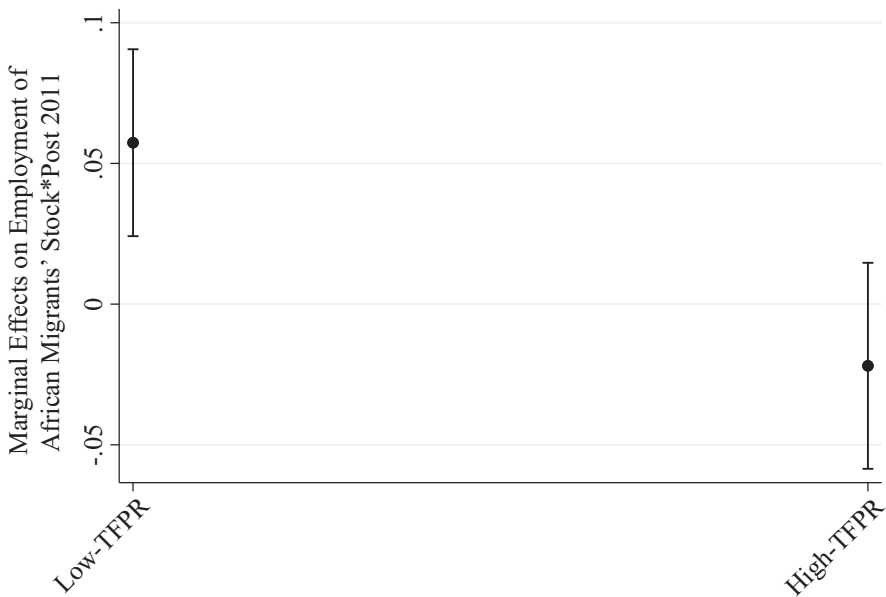 Marginal Effects on Employment of
African Migrants’ Stock*Post 2011
.1
.05
0
-.05
Low-TFPR
High-TFPR